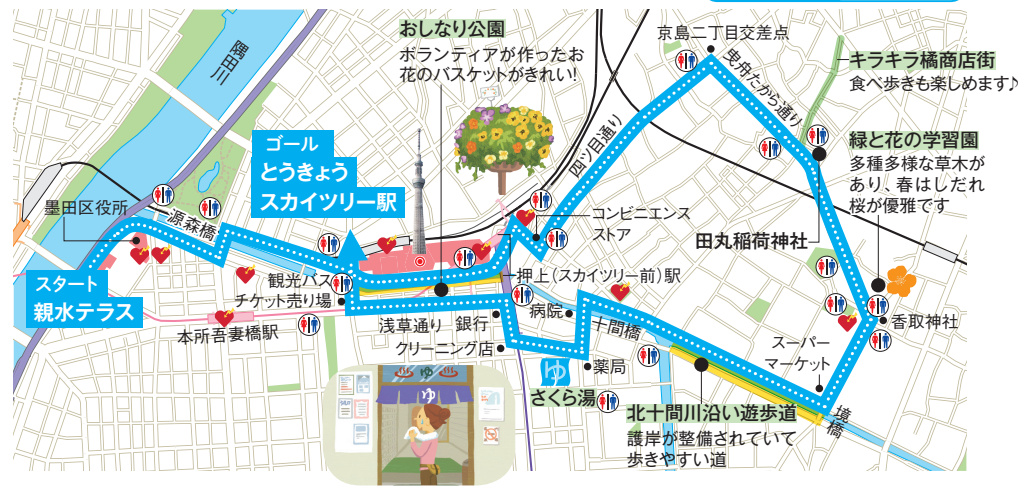 おしなり公園
ボランティアが作ったお
花のバスケットがきれい!
京島二丁目交差点
曳舟たから通り
キラキラ橘商店街
食べ歩きも楽しめます♪
隅田川
四ツ目通り
緑と花の学習園
多種多様な草木が
あり、春はしだれ
桜が優雅です
ゴール
とうきょう
スカイツリー駅
墨田区役所
源森橋
コンビニエンス
ストア
田丸稲荷神社
スタート
親水テラス
観光バス
チケット売り場
押上(スカイツリー前)駅
本所吾妻橋駅
浅草通り
銀行
病院
十間橋
香取神社
クリーニング店
スーパー
マーケット
薬局
ゆ
さくら湯
北十間川沿い遊歩道
護岸が整備されていて
歩きやすい道
境橋
ゆ
ゆ